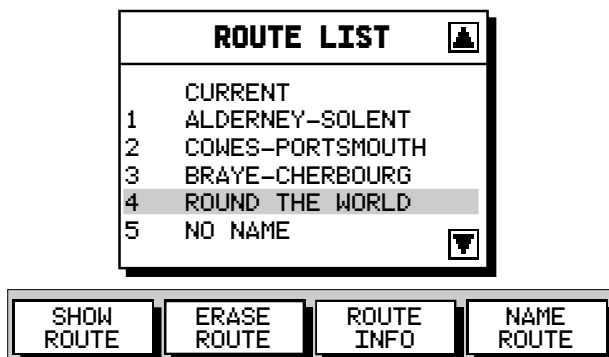 ROUTE LIST
CURRENT
1 ALDERNEY–SOLENT
2 COWES–PORTSMOUTH
3 BRAYE–CHERBOURG
4 ROUND THE WORLD
5 NO NAME
SHOW ROUTE
ERASE ROUTE
ROUTE INFO
NAME ROUTE